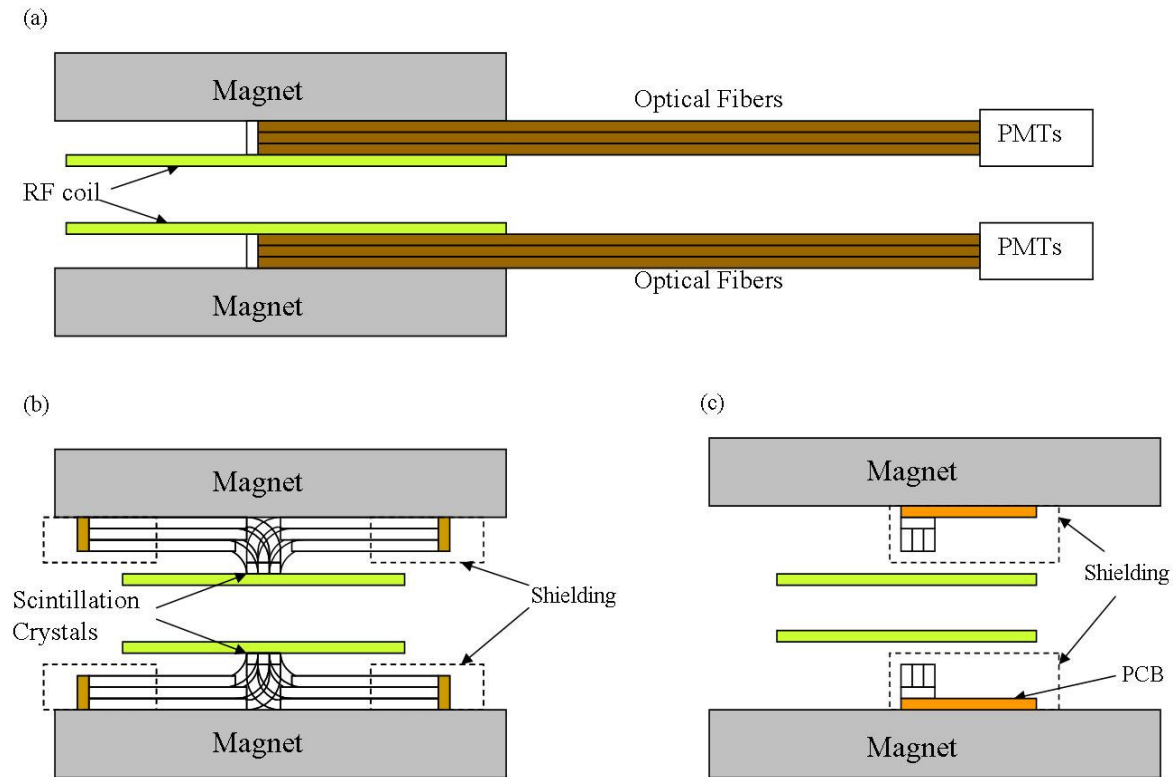 (a)
Magnet
Optical Fibers
PMTs
RF coil
PMTs
Magnet
Optical Fibers
(b)
(c)
Magnet
Magnet
Scintillation
Crystals
Shielding
Shielding
PCB
Magnet
Magnet